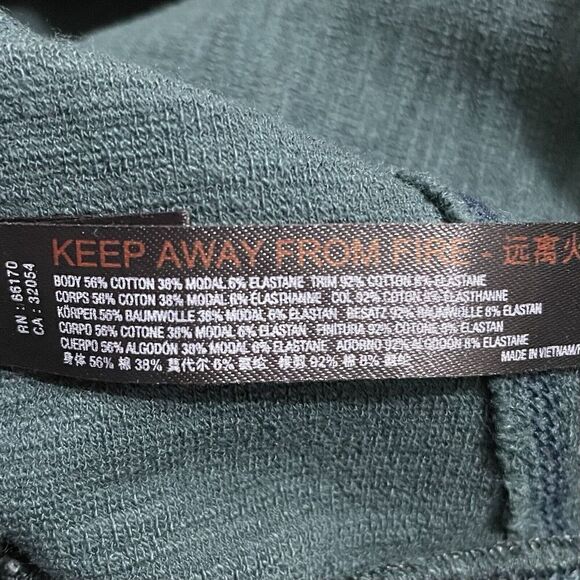 RN : 66170
CA : 32054
KEEP AWAY FROM FIRE - 远离火
BODY 56% COTTON 38% MODAL 6% ELASTANE TRIM 92% COTTON 8% ELASTANE
CORPS 56% COTON 38% MODAL 6% ELASTHANNE COL 92% COTON 8% ELASTHANNE
KÖRPER 56% BAUMWOLLE 38% MODAL 6% ELASTAN BESATZ 92% BAUMWOLLE 8% ELASTAN
CORPO 56% COTONE 38% MODAL 6% ELASTAN FINITURA 92% COTONE 8% ELASTAN
CUERPO 56% ALGODÓN 38% MODAL 6% ELASTAN ADORNO 92% ALGODÓN 8% ELASTAN
身体 56% 棉 38% 莫代尔 6% 氨纶 修剪 92% 棉 8% 氨纶
MADE IN VIETNAM/